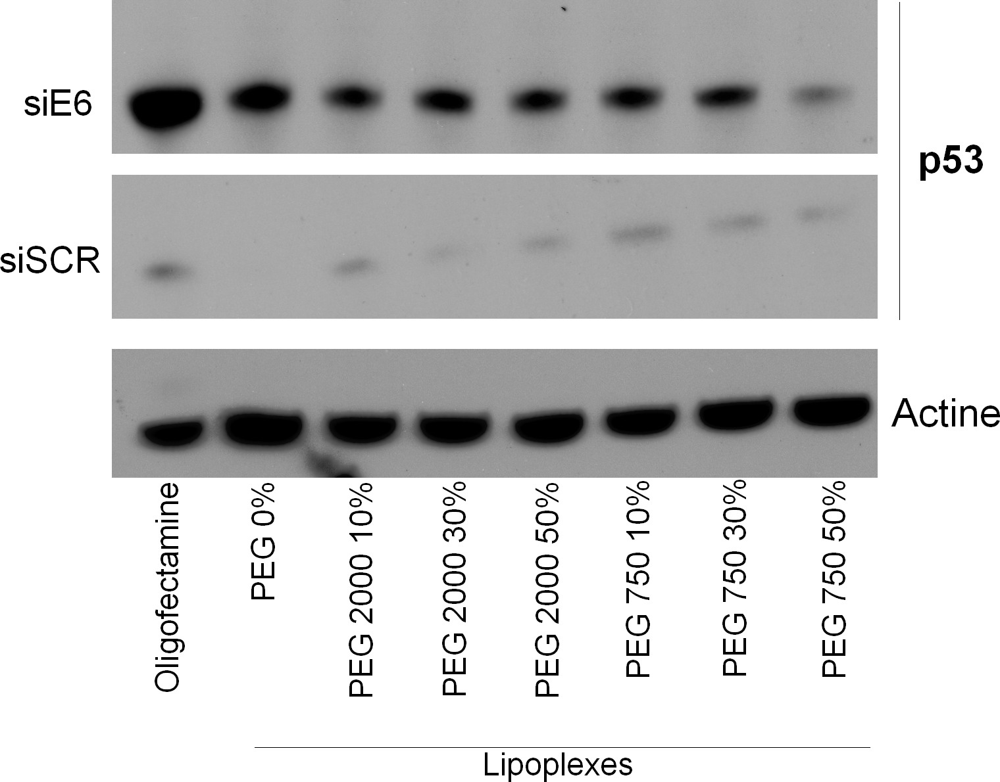 siE6
p53
siSCR
Actine
Oligofectamine
PEG 0%
PEG 2000 10%
PEG 2000 30%
PEG 2000 50%
PEG 750 10%
PEG 750 30%
PEG 750 50%
Lipoplexes